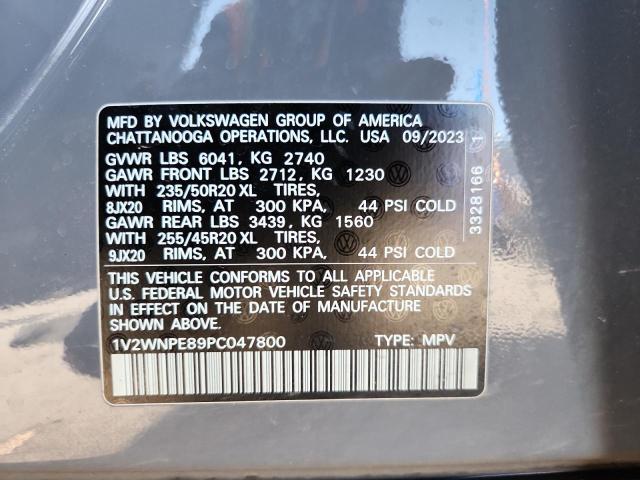 MFD BY VOLKSWAGEN GROUP OF AMERICA
CHATTANOOGA OPERATIONS, LLC. USA 09/2023
GVWR LBS 6041, KG 2740
GAWR FRONT LBS 2712, KG 1230
WITH 235/50R20 XL TIRES,
8JX20 RIMS, AT 300 KPA, 44 PSI COLD
GAWR REAR LBS 3439, KG 1560
WITH 255/45R20 XL TIRES,
9JX20 RIMS, AT 300 KPA, 44 PSI COLD
THIS VEHICLE CONFORMS TO ALL APPLICABLE
U.S. FEDERAL MOTOR VEHICLE SAFETY STANDARDS
IN EFFECT ON THE DATE OF MANUFACTURE
SHOWN ABOVE
1V2WNPE89PC047800 TYPE: MPV
3328166 1